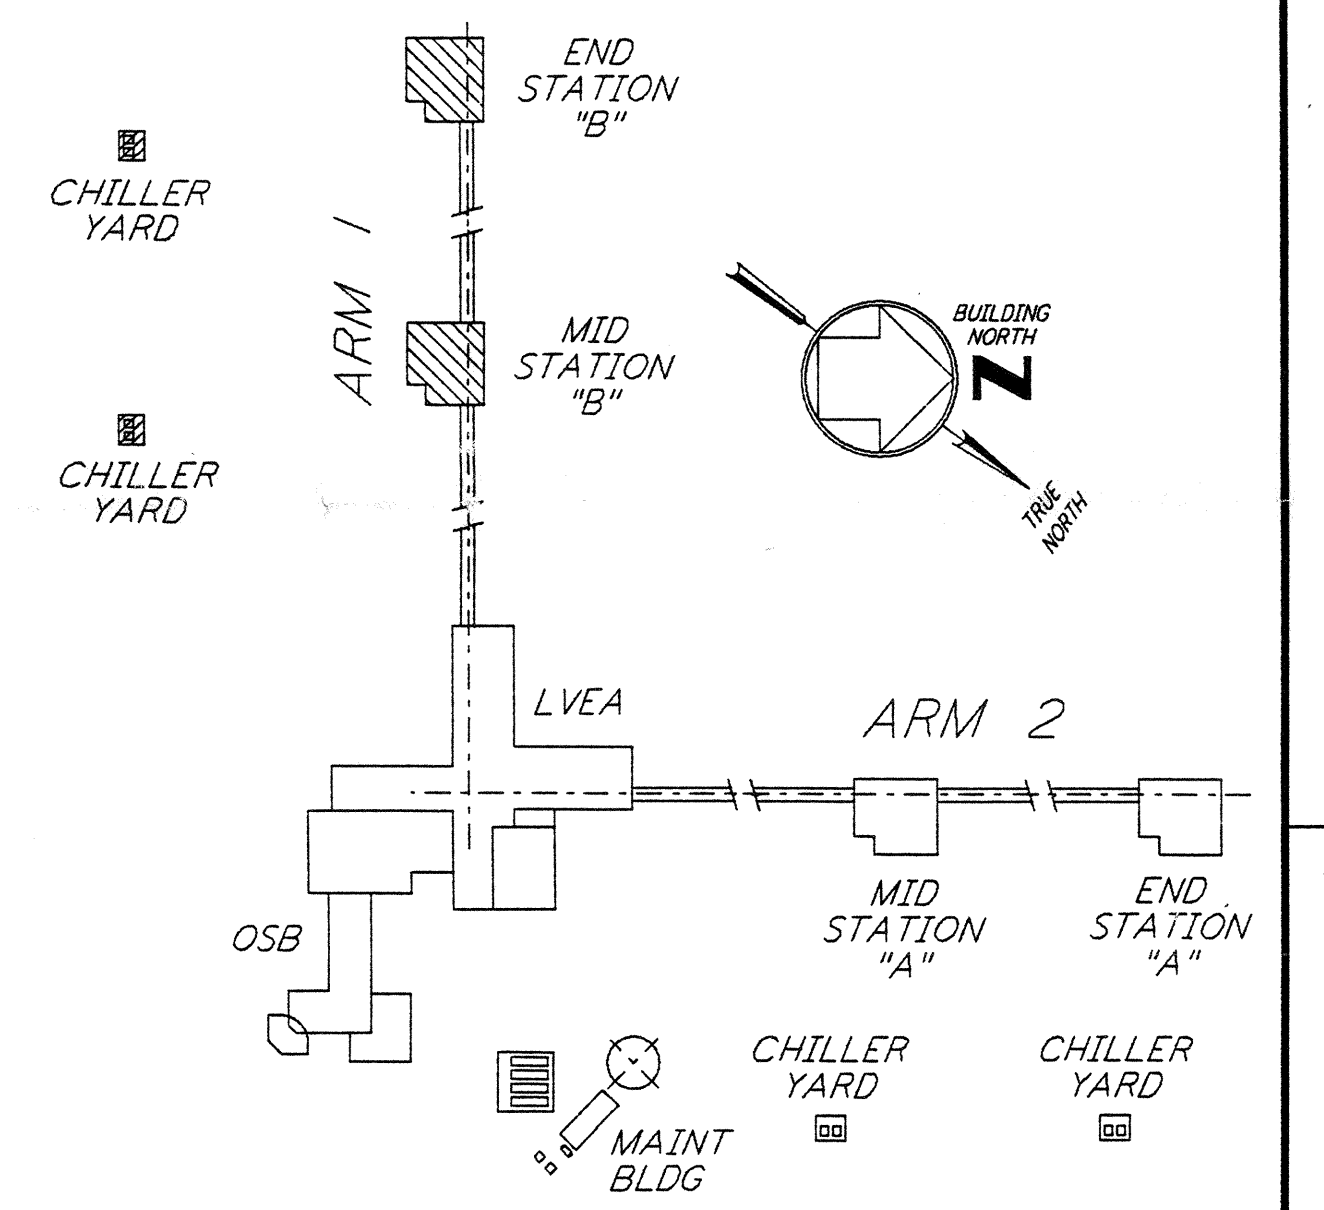 END
STATION
"B"
CHILLER
YARD
ARM 1
BUILDING
NORTH
N
MID
STATION
"B"
CHILLER
YARD
TRUE
NORTH
LVEA
ARM 2
MID
STATION
"A"
END
STATION
"A"
OSB
CHILLER
YARD
CHILLER
YARD
MAINT
BLDG